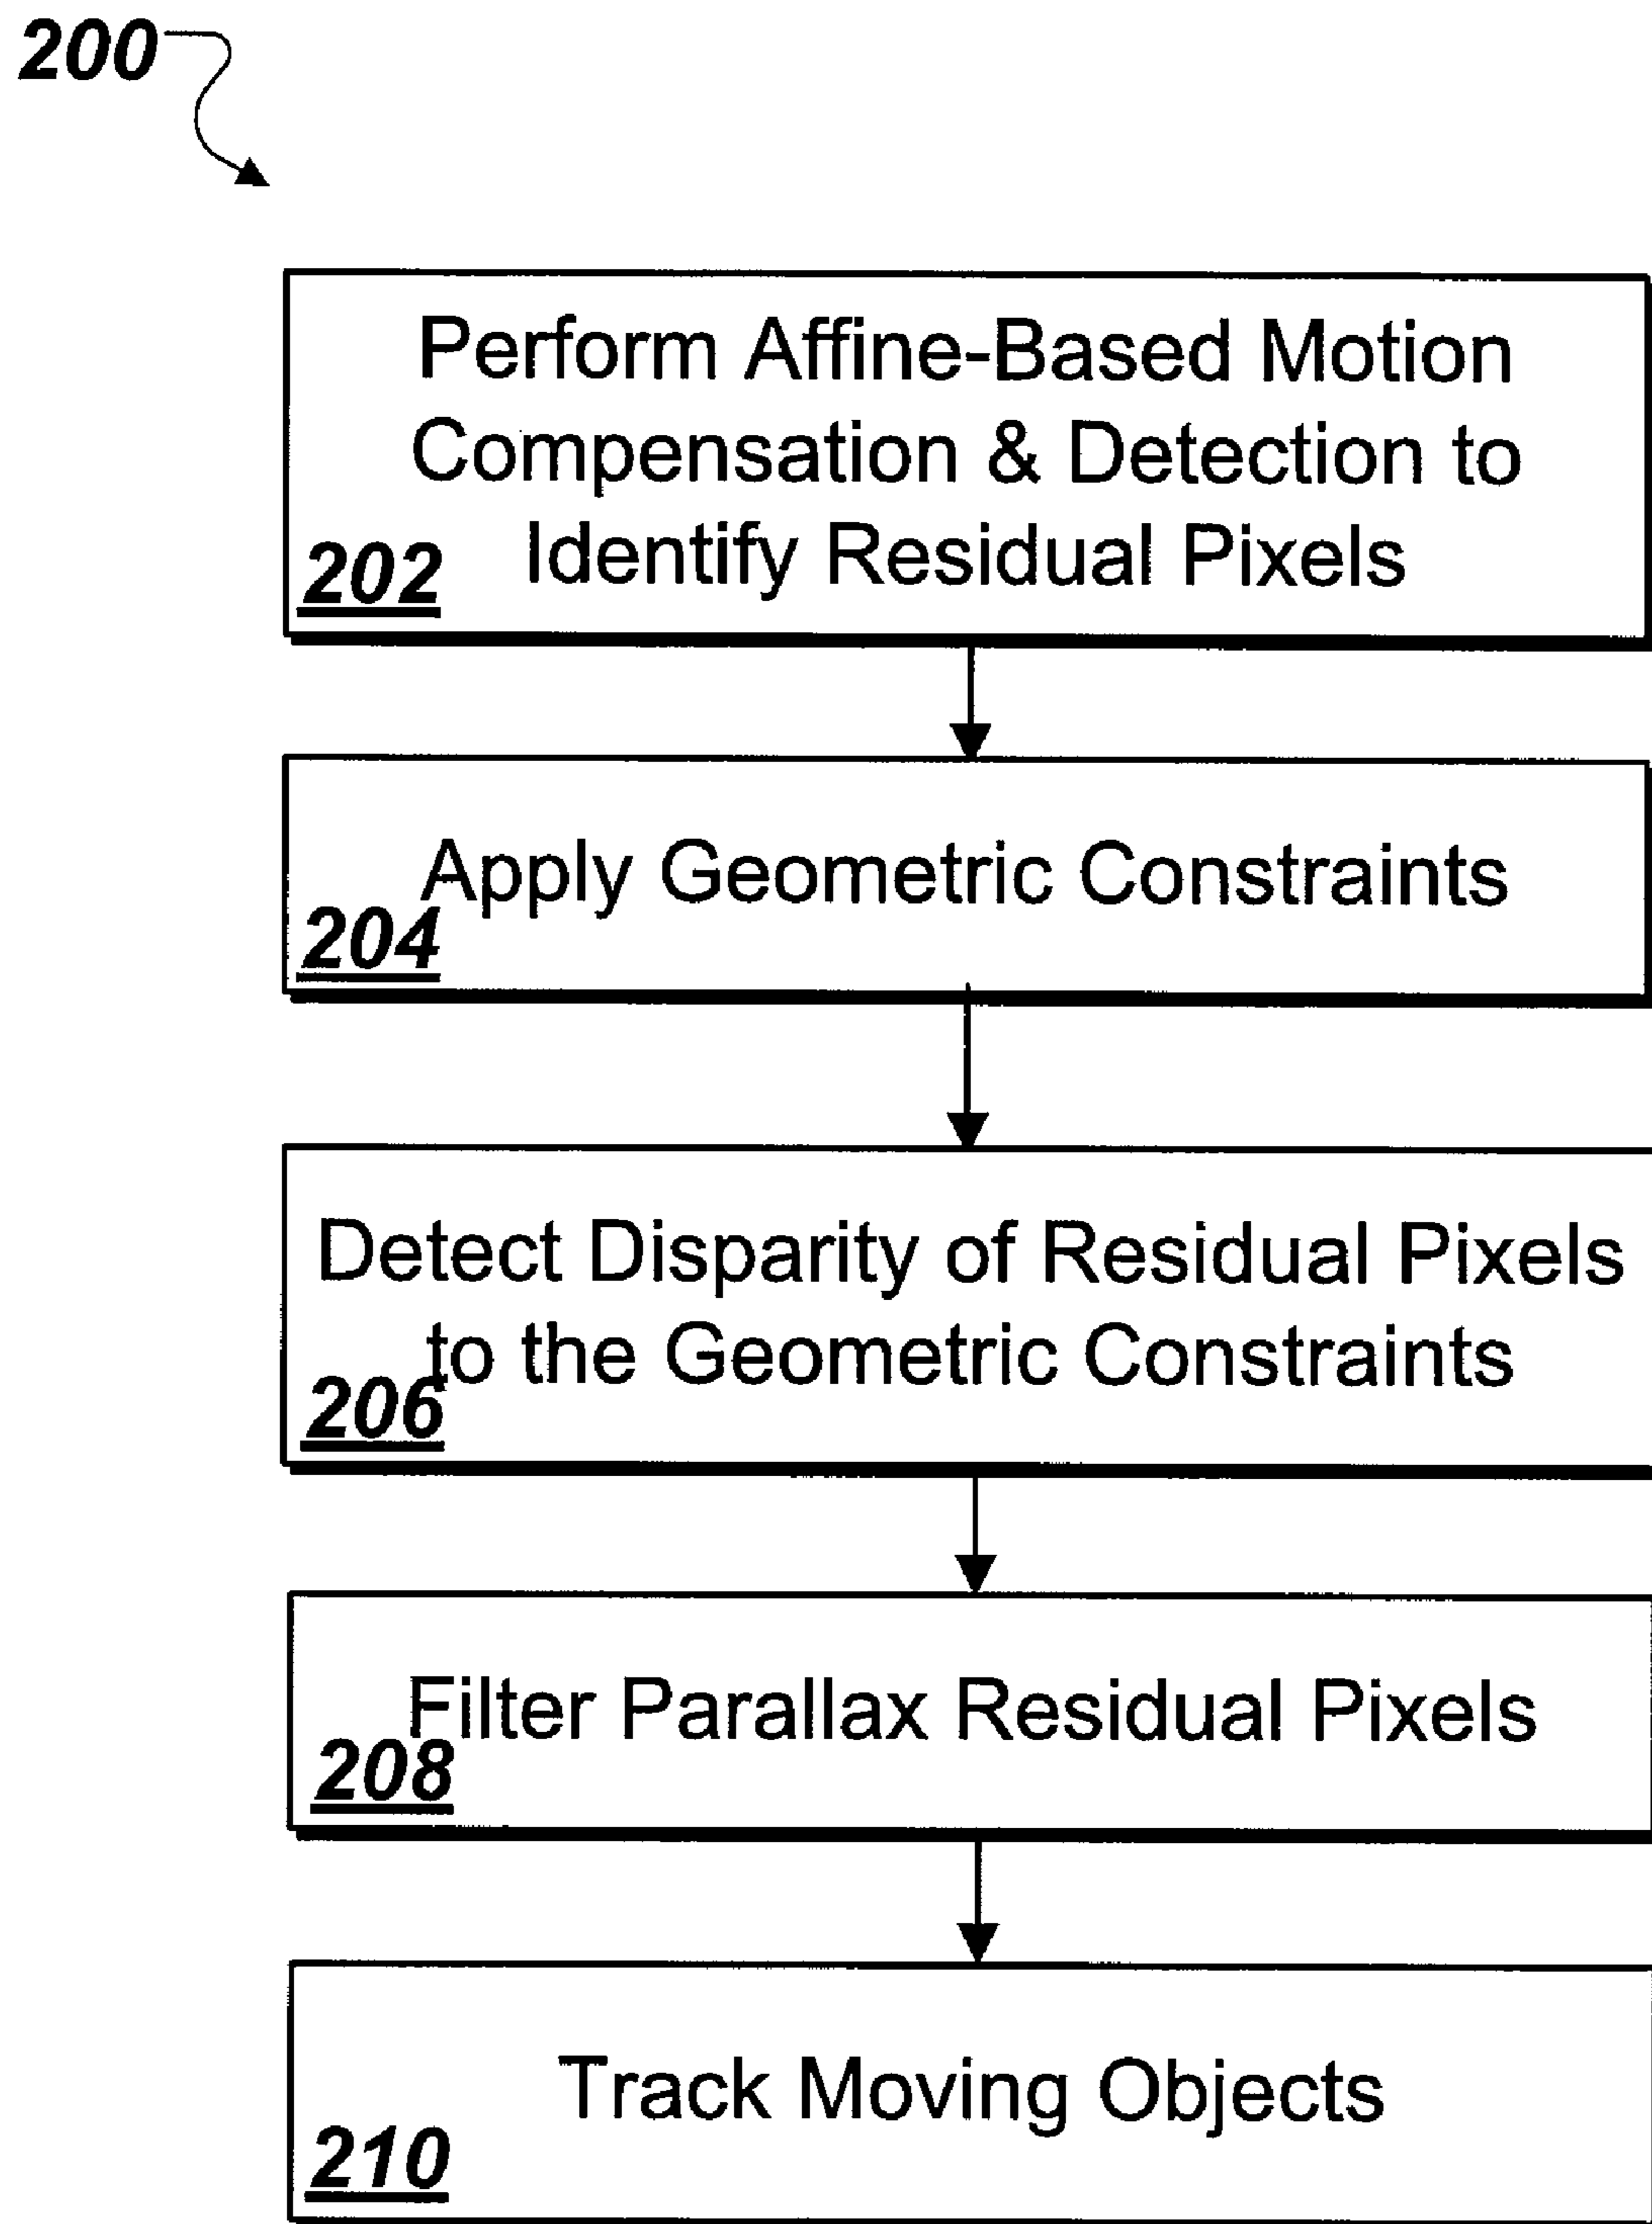 200
Perform Affine-Based Motion
Compensation & Detection to
Identify Residual Pixels
202
Apply Geometric Constraints
204
Detect Disparity of Residual Pixels
to the Geometric Constraints
206
Filter Parallax Residual Pixels
208
Track Moving Objects
210